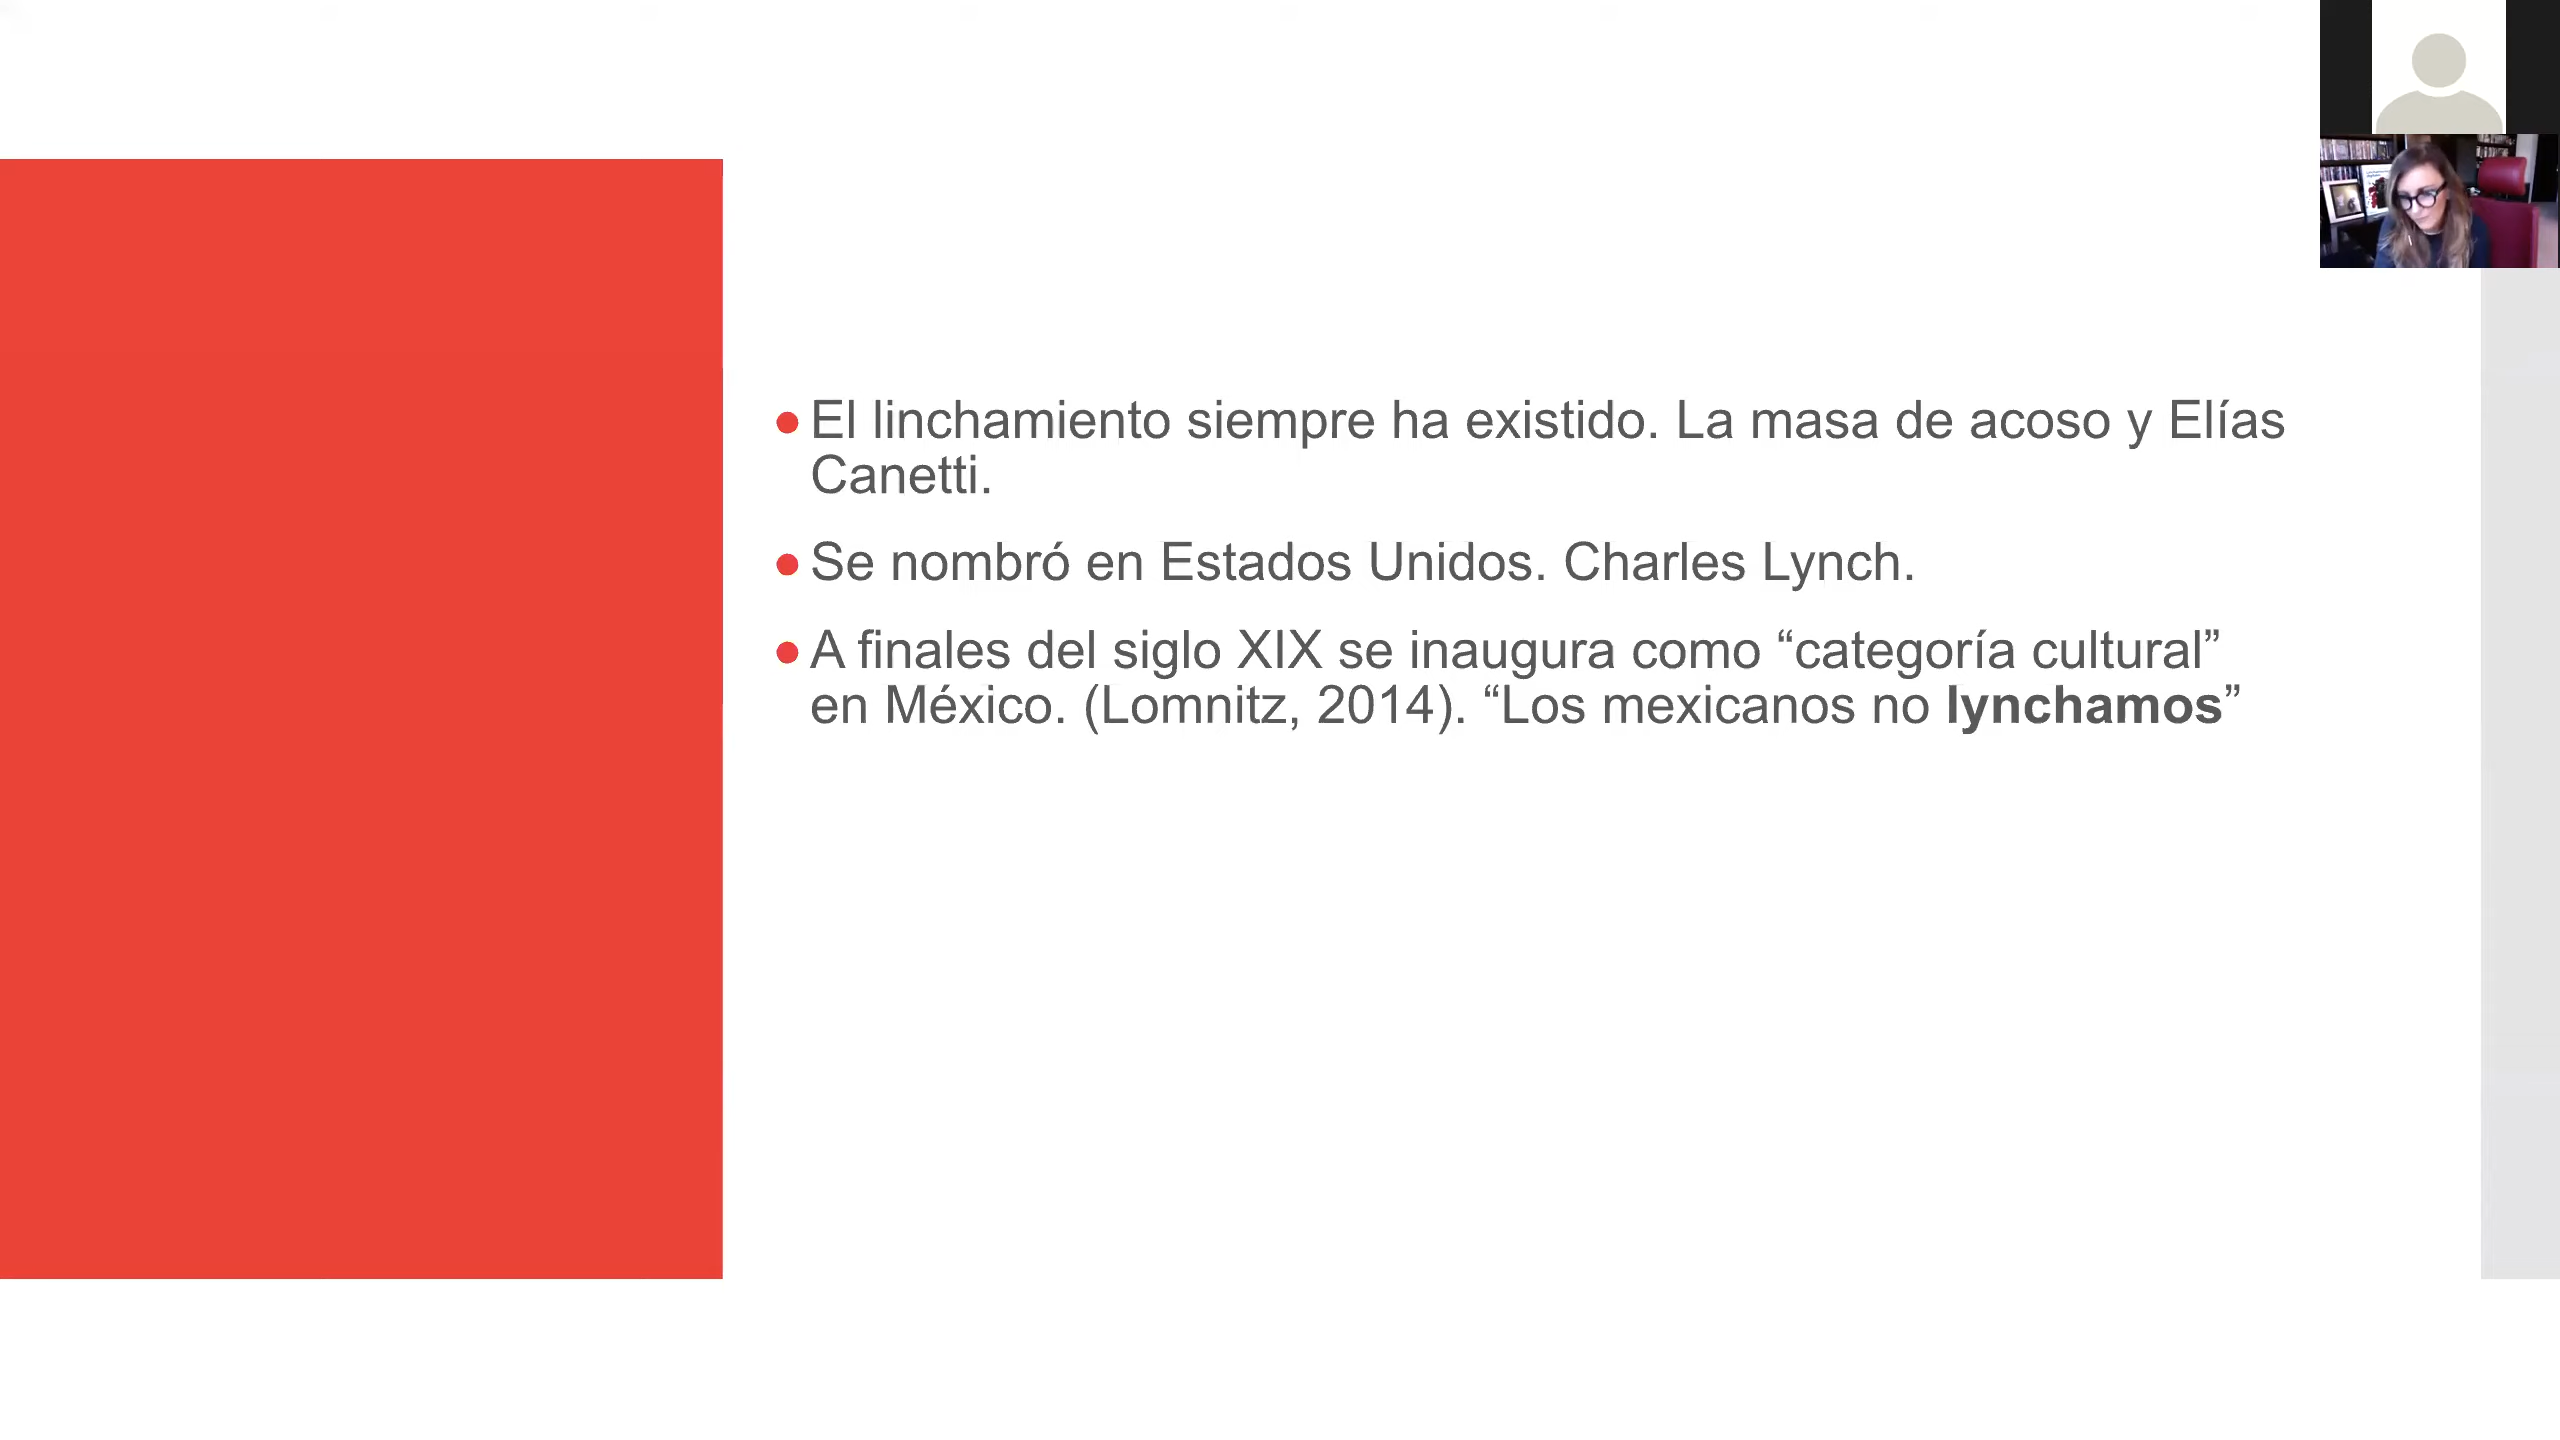 ● El linchamiento siempre ha existido. La masa de acoso y Elías
Canetti.
● Se nombró en Estados Unidos. Charles Lynch.
● A finales del siglo XIX se inaugura como “categoría cultural”
en México. (Lomnitz, 2014). “Los mexicanos no lynchamos”